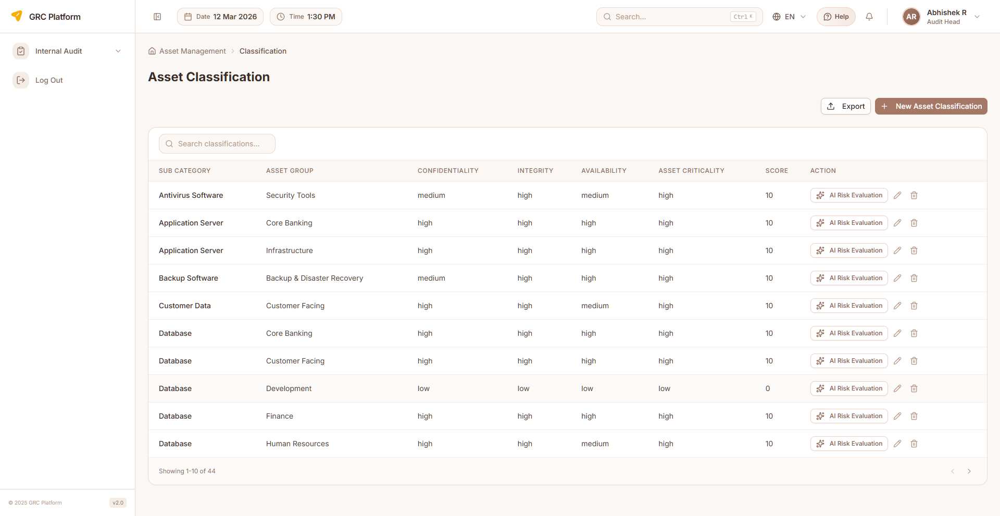 GRC Platform
Date 12 Mar 2026
Time 1:30 PM
Search...
Ctrl K
EN
Help
AR
Abhishek R
Audit Head
Internal Audit
Log Out
Asset Management > Classification
Asset Classification
Export
New Asset Classification
Search classifications...
SUB CATEGORY ASSET GROUP CONFIDENTIALITY INTEGRITY AVAILABILITY ASSET CRITICALITY SCORE ACTION
Antivirus Software Security Tools medium high medium high 10 AI Risk Evaluation
Application Server Core Banking high high high high 10 AI Risk Evaluation
Application Server Infrastructure high high high high 10 AI Risk Evaluation
Backup Software Backup & Disaster Recovery medium high high high 10 AI Risk Evaluation
Customer Data Customer Facing high high medium high 10 AI Risk Evaluation
Database Core Banking high high high high 10 AI Risk Evaluation
Database Customer Facing high high high high 10 AI Risk Evaluation
Database Development low low low low 0 AI Risk Evaluation
Database Finance high high high high 10 AI Risk Evaluation
Database Human Resources high high medium high 10 AI Risk Evaluation
Showing 1-10 of 44
© 2025 GRC Platform
v2.0